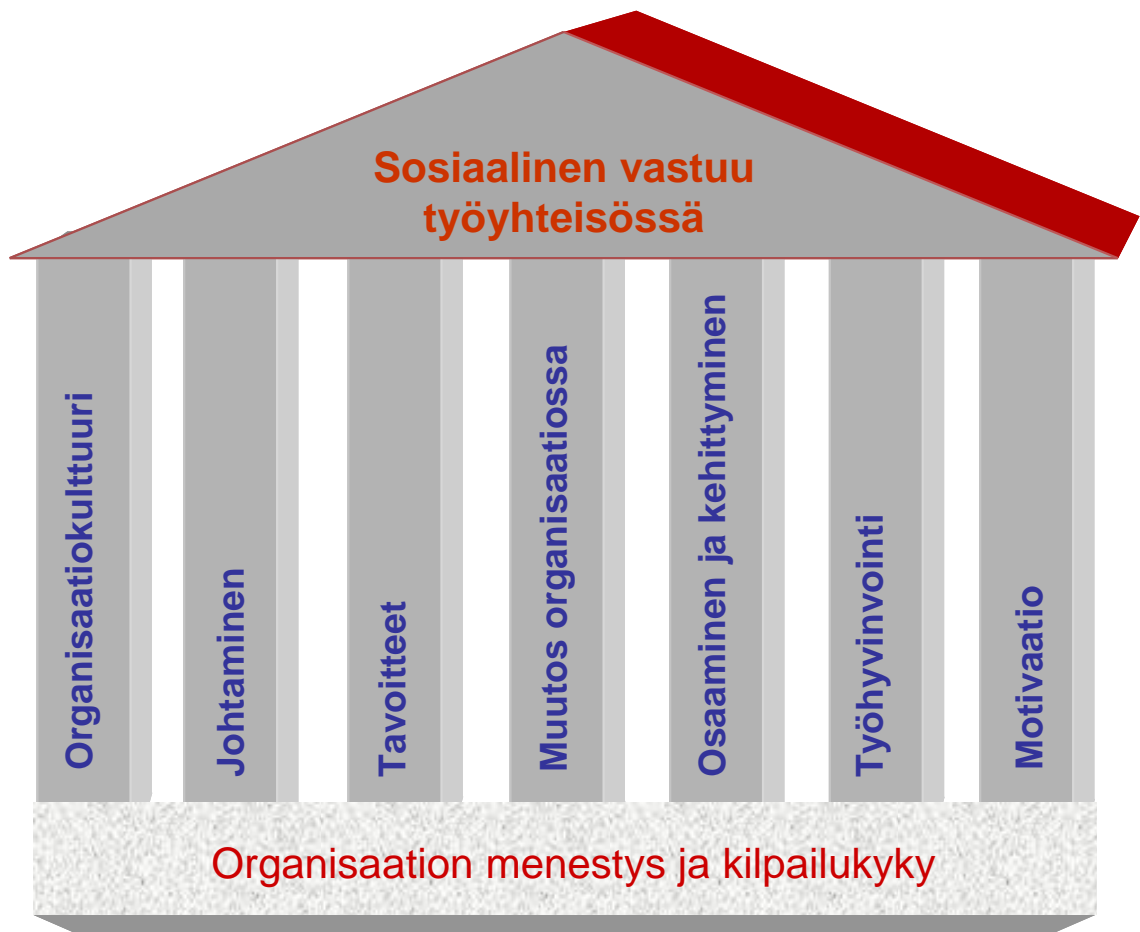 Sosiaalinen vastuu
työyhteisössä
Organisaatiokulttuuri
Johtaminen
Tavoitteet
Muutos organisaatiossa
Osaaminen ja kehittyminen
Työhyvinvointi
Motivaatio
Organisaation menestys ja kilpailukyky